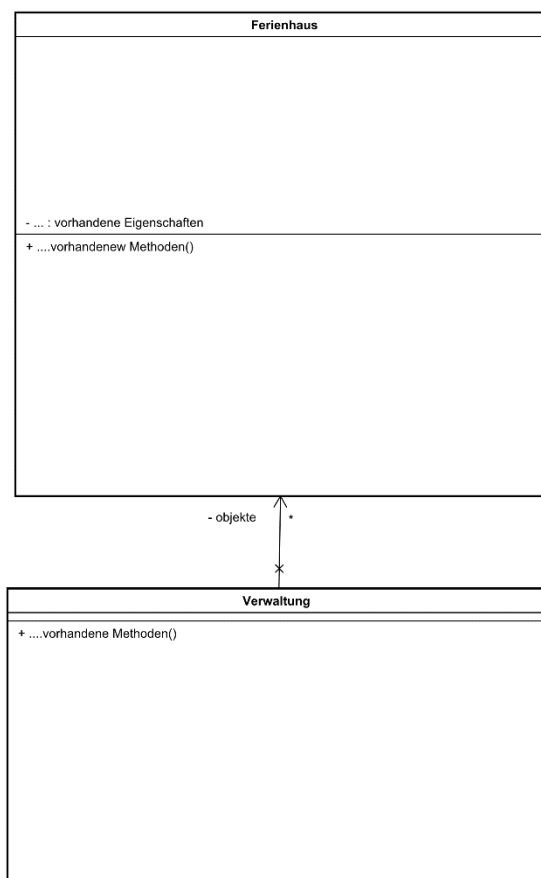 Ferienhaus
- ... : vorhandene Eigenschaften
+ ....vorhandenew Methoden()
- objekte *
Verwaltung
+ ....vorhandene Methoden()